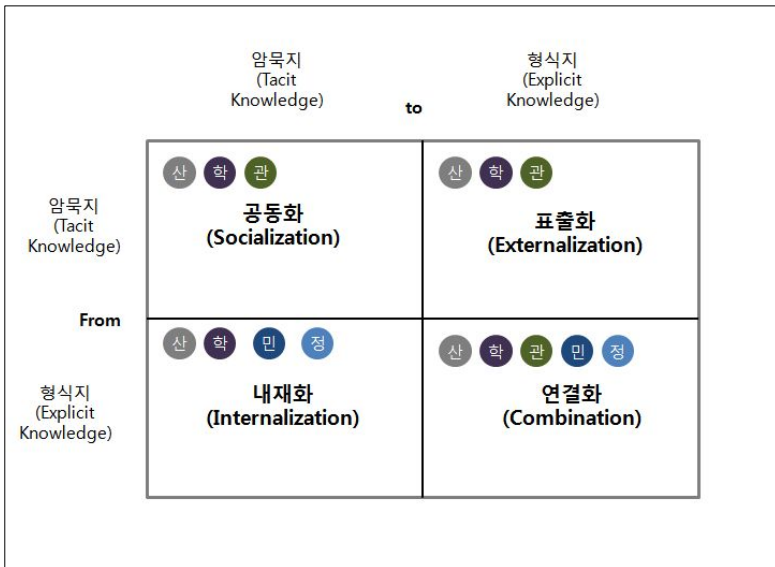 암묵지
(Tacit
Knowledge)
to
형식지
(Explicit
Knowledge)
암묵지
(Tacit
Knowledge)
산 학 관
공동화
(Socialization)
산 학 관
표출화
(Externalization)
From
형식지
(Explicit
Knowledge)
산 학 민 정
내재화
(Internalization)
산 학 관 민 정
연결화
(Combination)